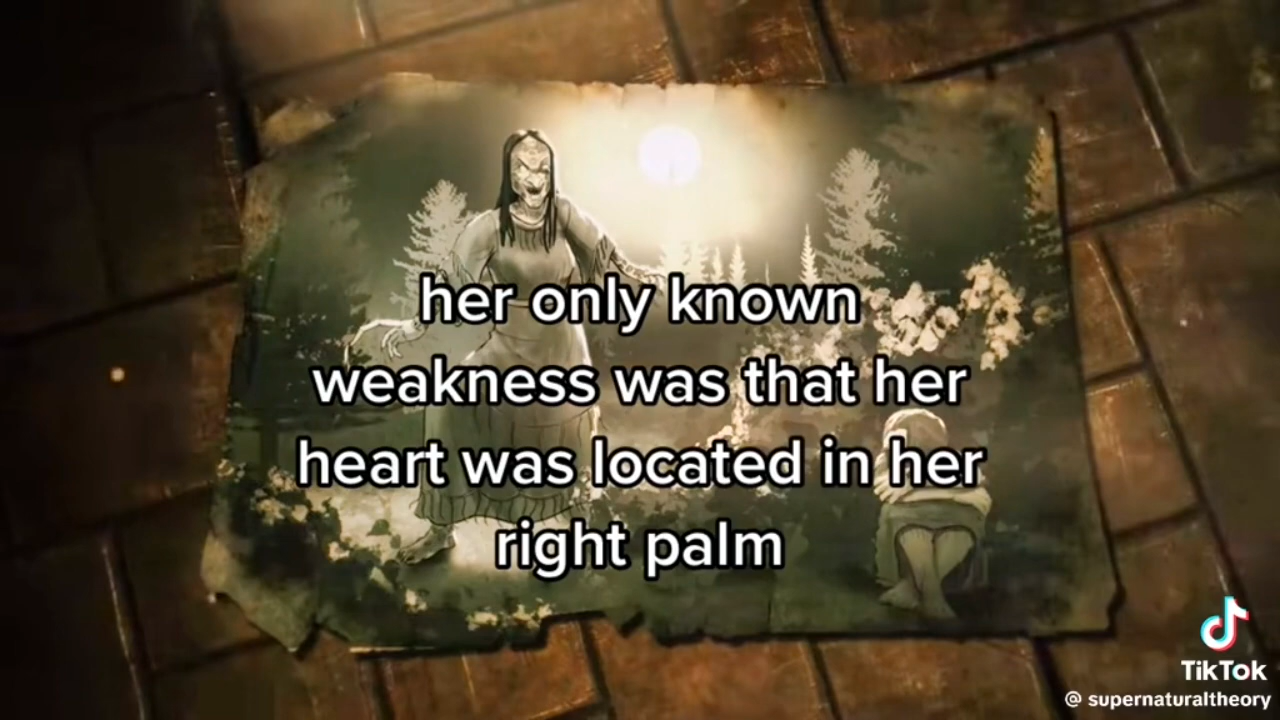 her only known
weakness was that her
heart was located in her
right palm
TikTok
@ supernaturaltheory